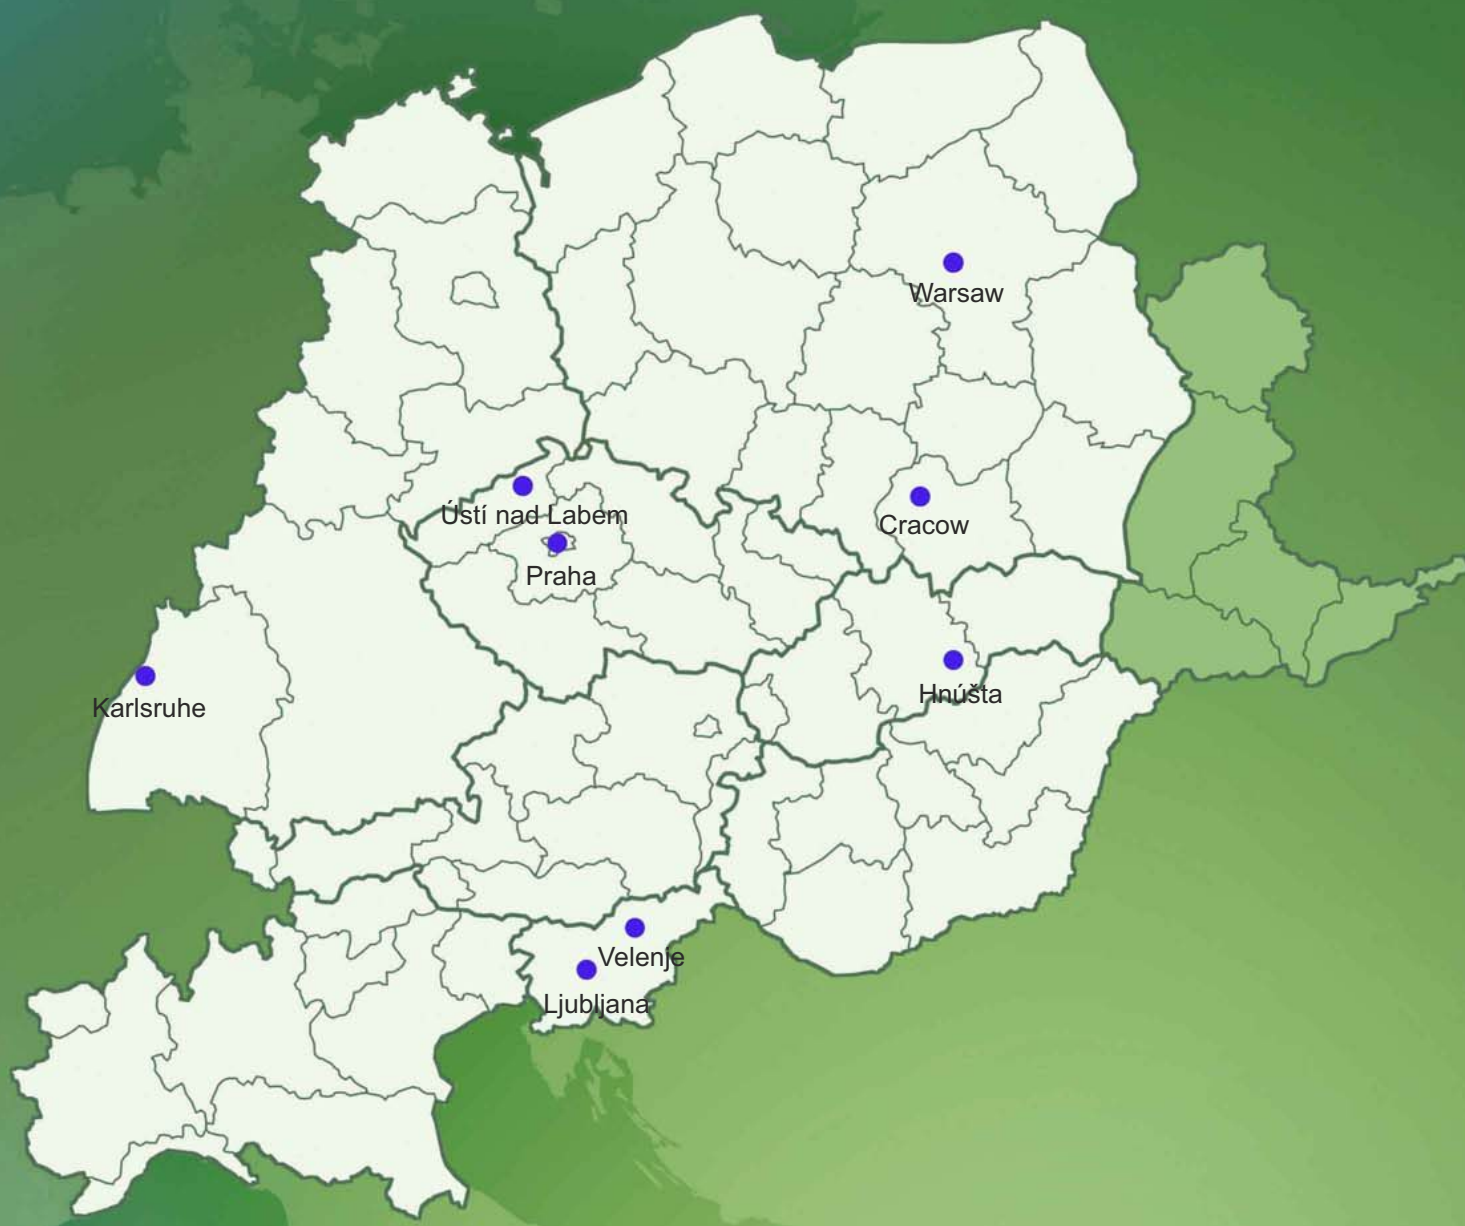 Warsaw
Ústí nad Labem
Cracow
Praha
Karlsruhe
Hnúšta
Velenje
Ljubljana